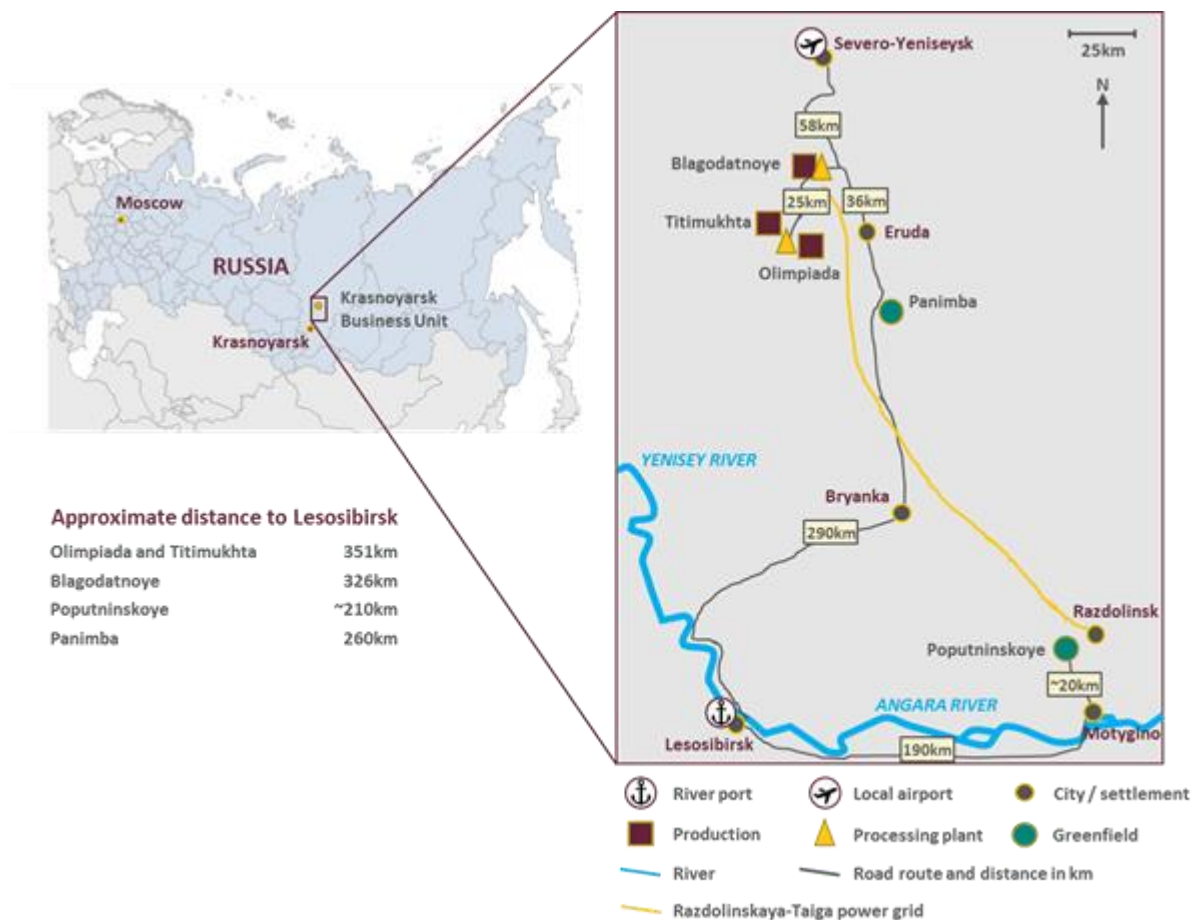 Moscow
RUSSIA
Krasnoyarsk
Business Unit
Krasnoyarsk
Approximate distance to Lesosibirsk
Olimpiada and Titimukhta 351km
Blagodatnoye 326km
Poputninskoye ~210km
Panimba 260km
Severo-Yeniseysk
25km
N
58km
Blagodatnoye
25km
36km
Titimukhta
Eruda
Olimpiada
Panimba
YENISEY RIVER
Bryanka
290km
Razdolinsk
Poputninskoye
~20km
ANGARA RIVER
Motygino
Lesosibirsk
190km
River port
Local airport
City / settlement
Production
Processing plant
Greenfield
River
Road route and distance in km
Razdolinskaya-Taiga power grid